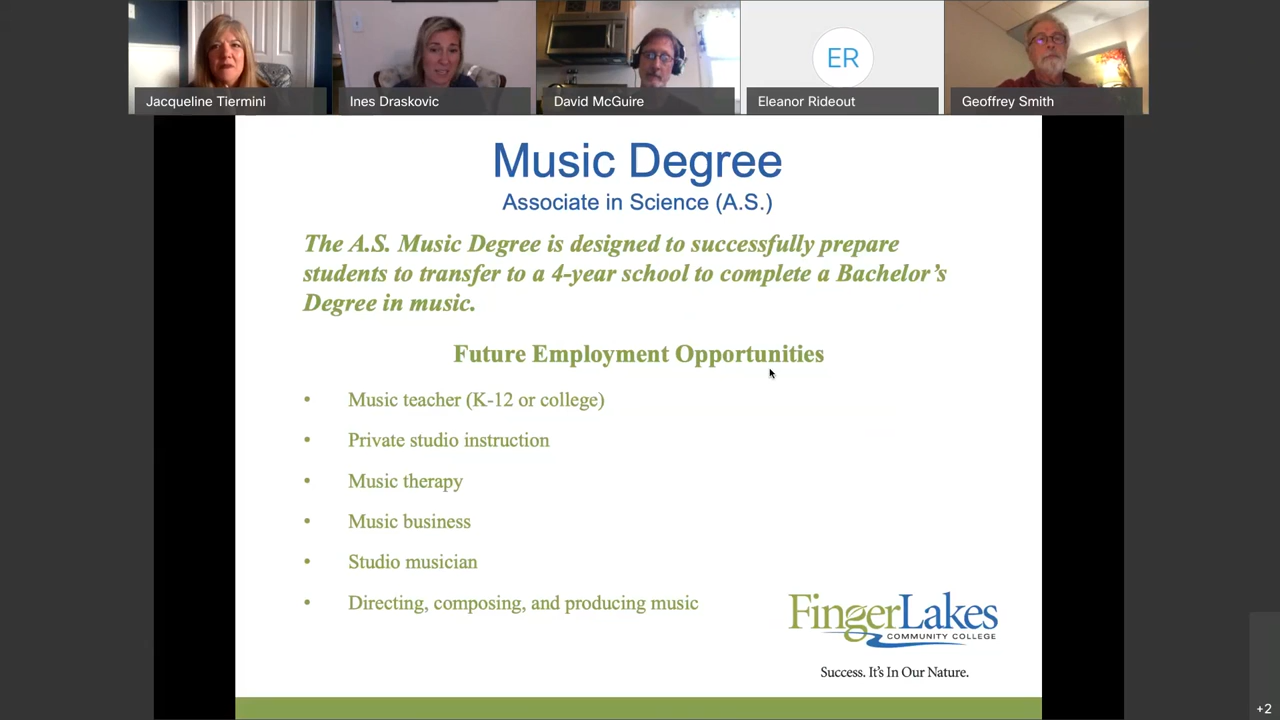 Jacqueline Tiermini
Ines Draskovic
David McGuire
ER
Eleanor Rideout
Geoffrey Smith
Music Degree
Associate in Science (A.S.)
The A.S. Music Degree is designed to successfully prepare
students to transfer to a 4-year school to complete a Bachelor’s
Degree in music.
Future Employment Opportunities
• Music teacher (K-12 or college)
• Private studio instruction
• Music therapy
• Music business
• Studio musician
• Directing, composing, and producing music
FingerLakes
COMMUNITY COLLEGE
Success. It’s In Our Nature.
+2